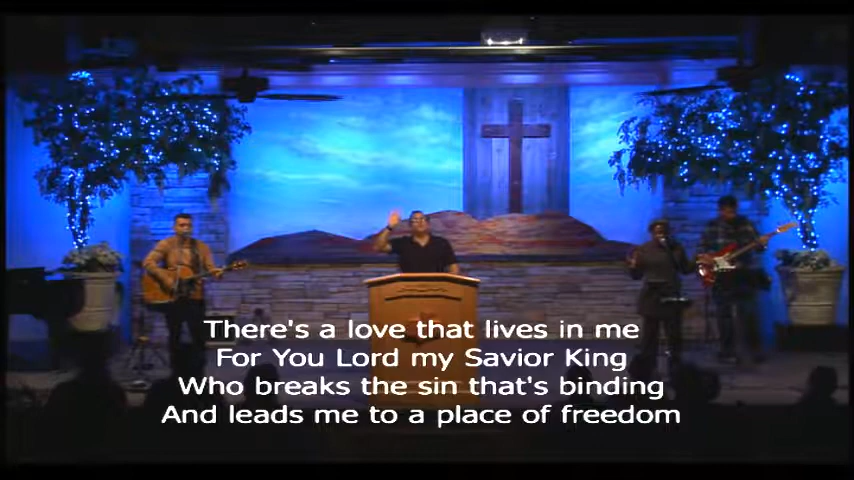 There's a love that lives in me
For You Lord my Savior King
Who breaks the sin that's binding
And leads me to a place of freedom